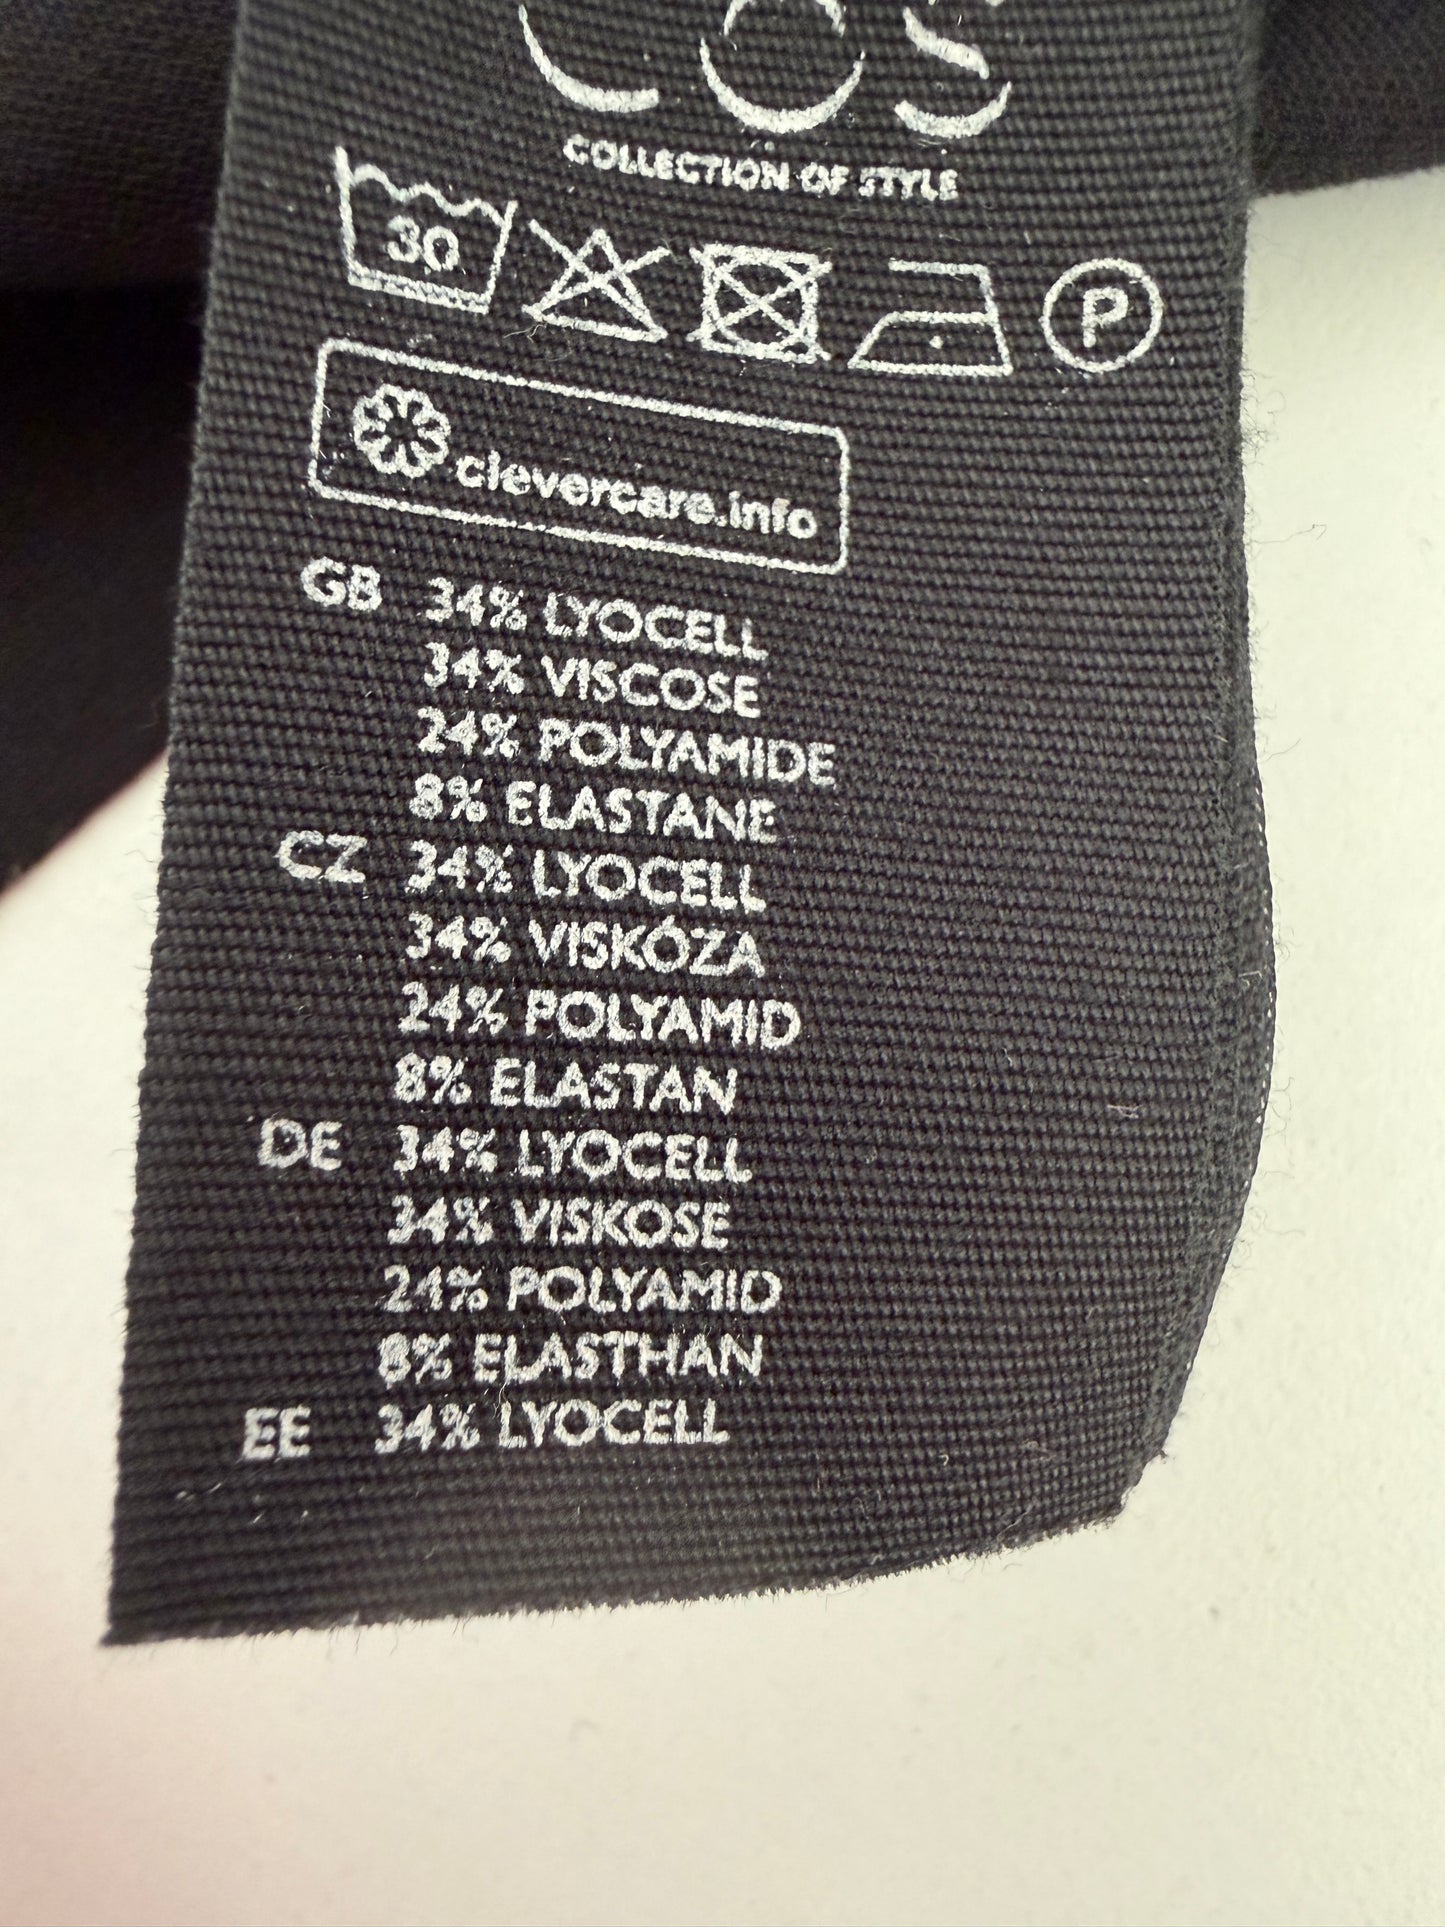 COS
COLLECTION OF STYLE
30
P
clevercare.info
GB 34% LYOCELL
34% VISCOSE
24% POLYAMIDE
8% ELASTANE
CZ 34% LYOCELL
34% VISKÓZA
24% POLYAMID
8% ELASTAN
DE 34% LYOCELL
34% VISKOSE
24% POLYAMID
8% ELASTHAN
EE 34% LYOCELL